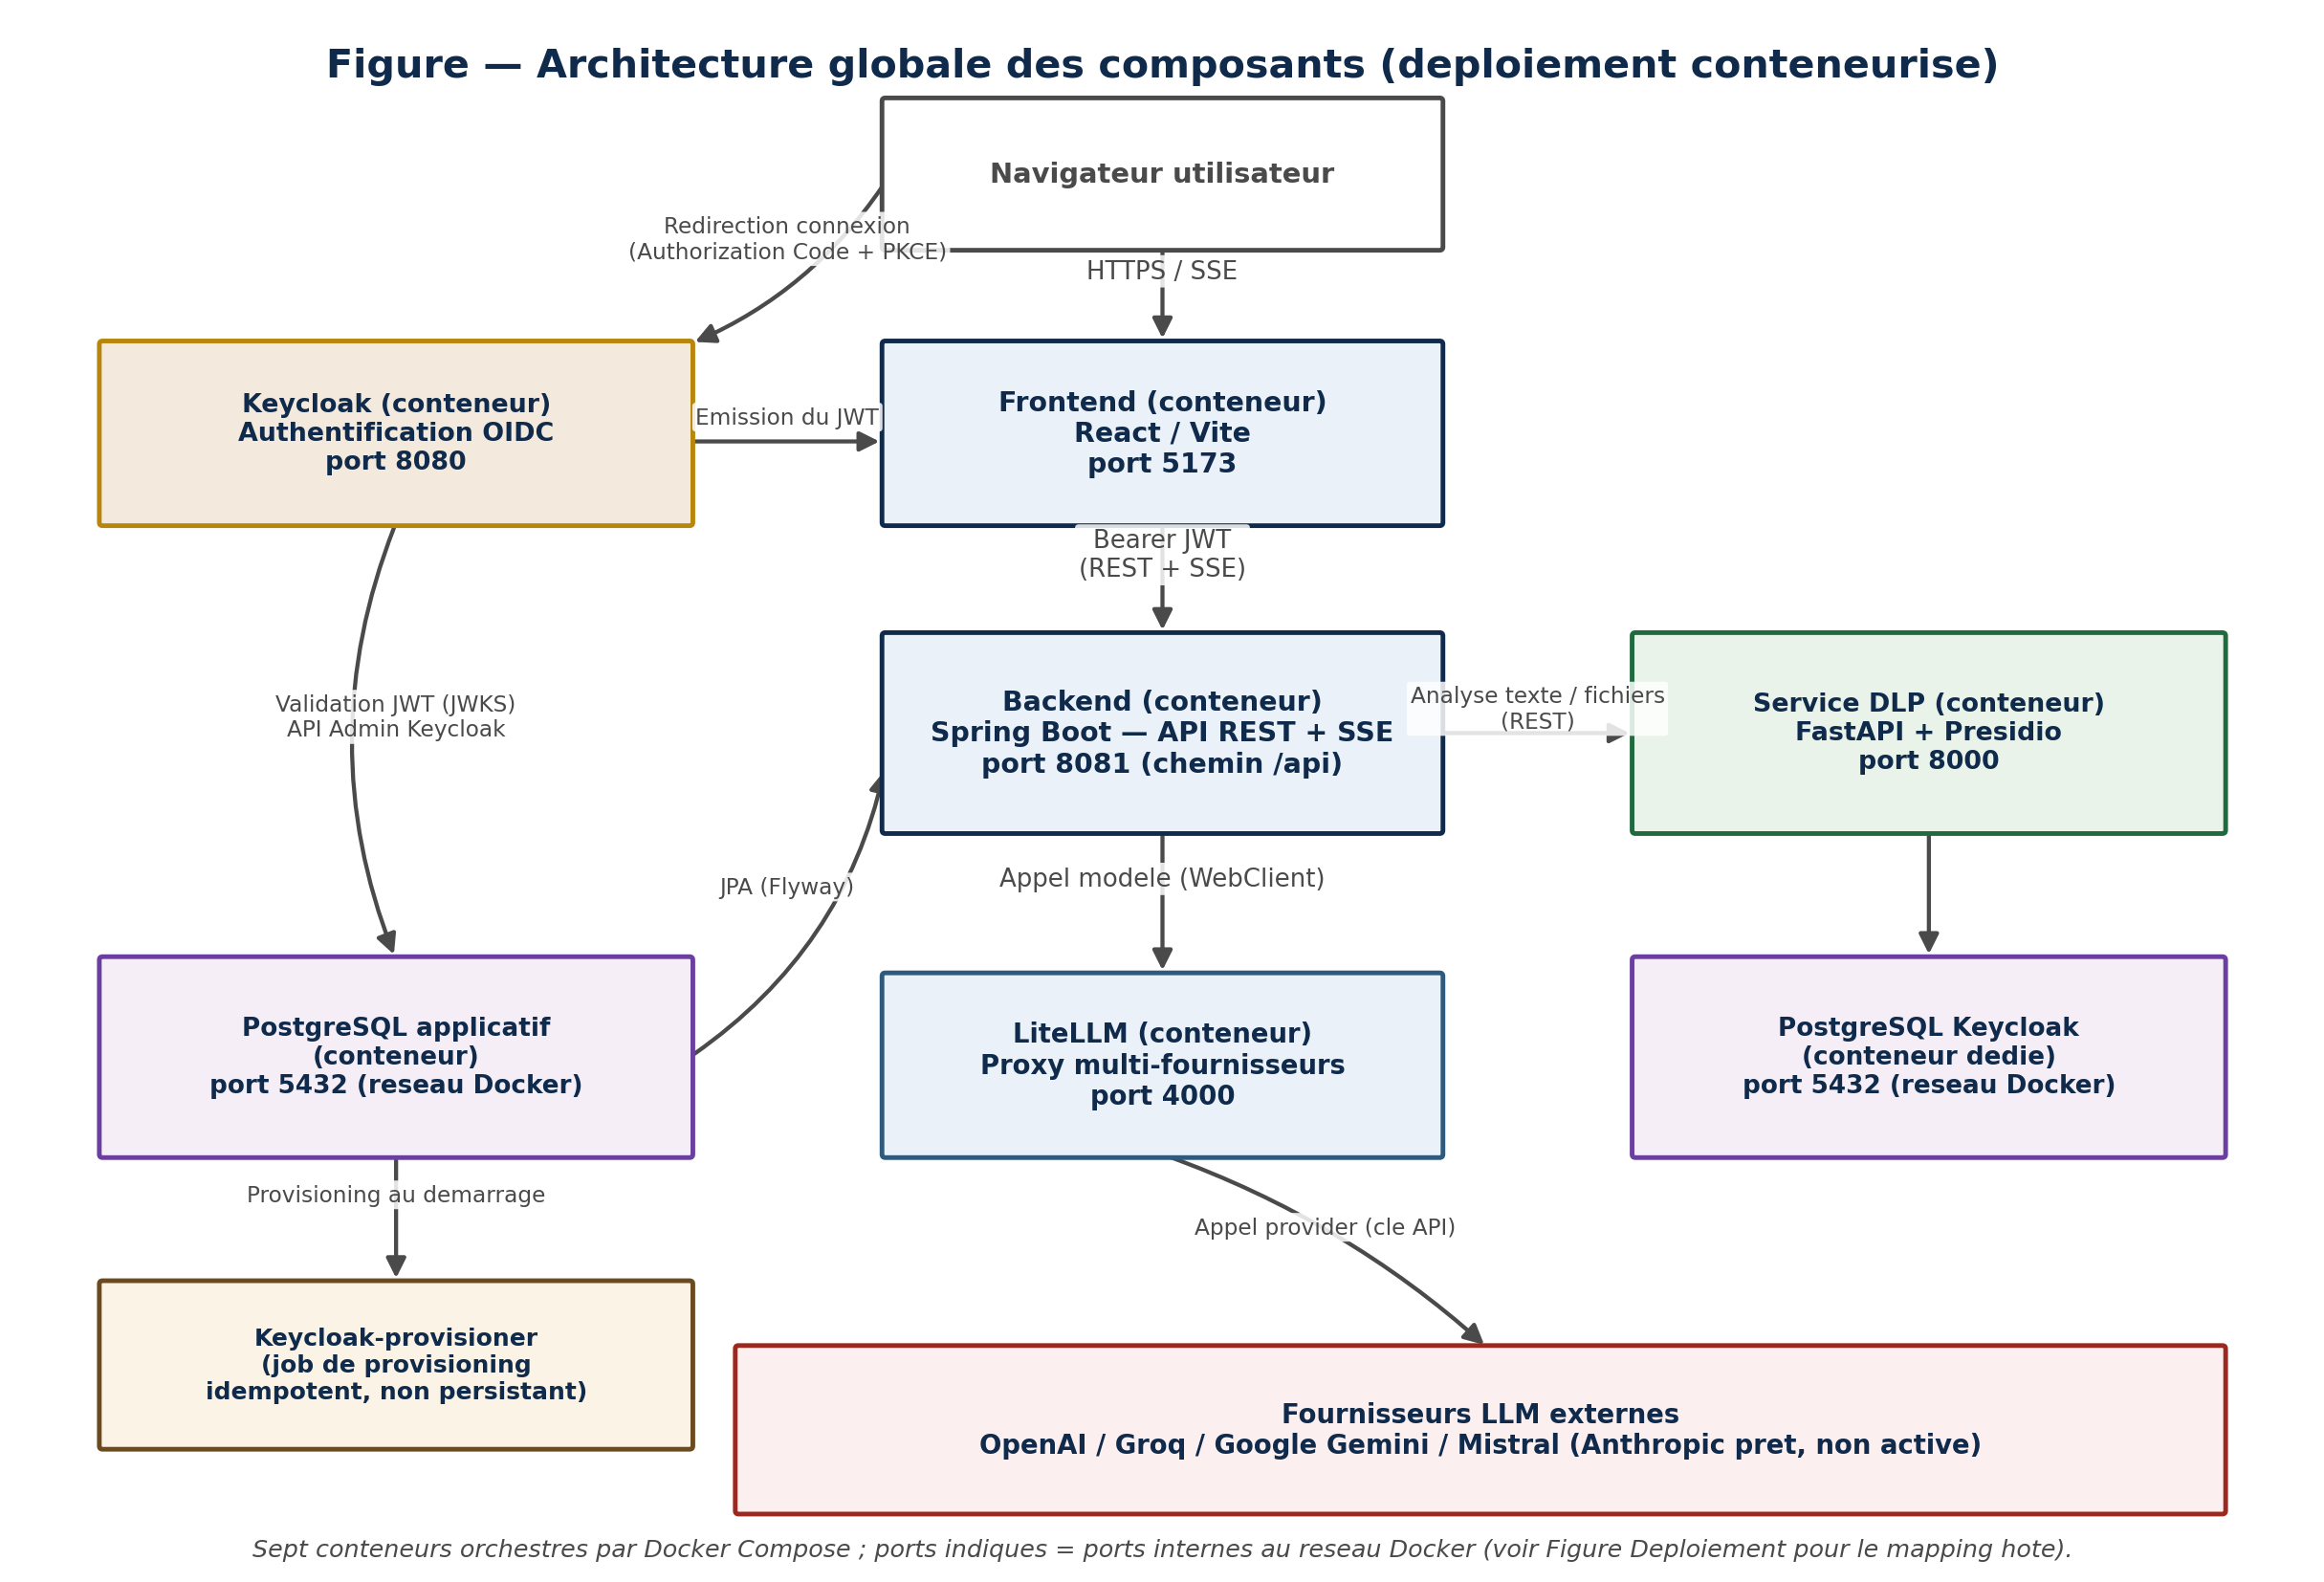 Figure — Architecture globale des composants (deploiement conteneurise)
Navigateur utilisateur
Redirection connexion
(Authorization Code + PKCE)
HTTPS / SSE
Keycloak (conteneur)
Authentification OIDC
port 8080
Emission du JWT
Frontend (conteneur)
React / Vite
port 5173
Bearer JWT
(REST + SSE)
Validation JWT (JWKS)
API Admin Keycloak
Backend (conteneur)
Spring Boot — API REST + SSE
port 8081 (chemin /api)
Analyse texte / fichiers
(REST)
Service DLP (conteneur)
FastAPI + Presidio
port 8000
JPA (Flyway)
Appel modele (WebClient)
PostgreSQL applicatif
(conteneur)
port 5432 (reseau Docker)
LiteLLM (conteneur)
Proxy multi-fournisseurs
port 4000
PostgreSQL Keycloak
(conteneur dedie)
port 5432 (reseau Docker)
Provisioning au demarrage
Appel provider (cle API)
Keycloak-provisioner
(job de provisioning
idempotent, non persistant)
Fournisseurs LLM externes
OpenAI / Groq / Google Gemini / Mistral (Anthropic pret, non active)
Sept conteneurs orchestres par Docker Compose ; ports indiques = ports internes au reseau Docker (voir Figure Deploiement pour le mapping hote).